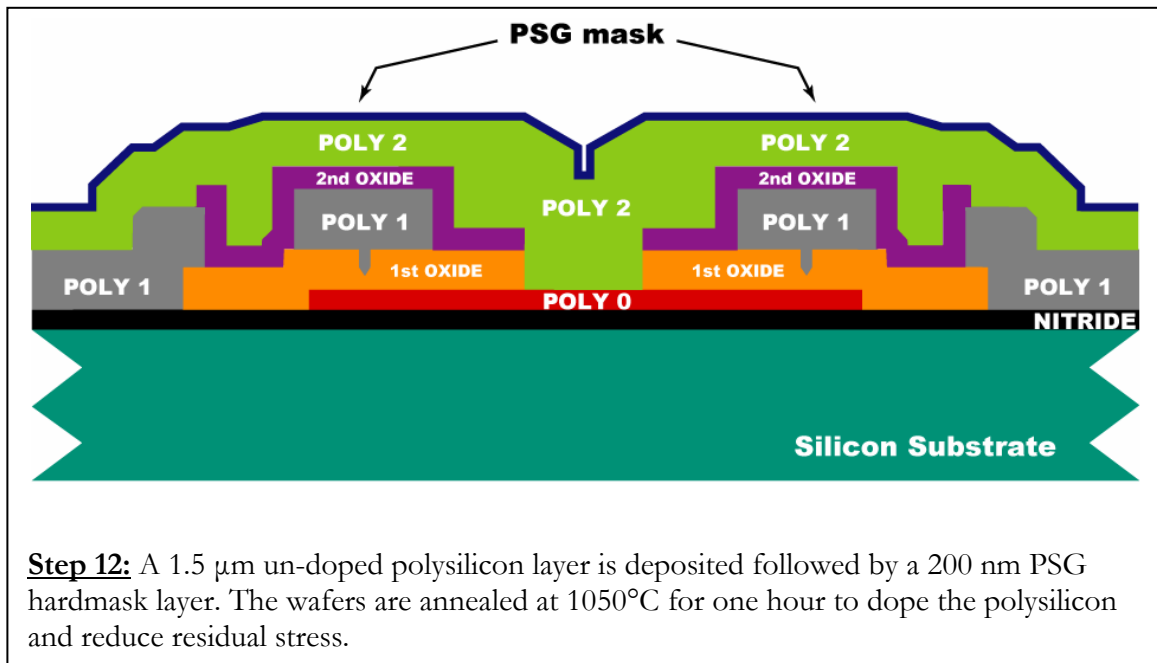 PSG mask
POLY 2
POLY 2
2nd OXIDE
2nd OXIDE
POLY 1
POLY 2
POLY 1
1st OXIDE
1st OXIDE
POLY 1
POLY 1
POLY 0
NITRIDE
Silicon Substrate
Step 12: A 1.5 µm un-doped polysilicon layer is deposited followed by a 200 nm PSG
hardmask layer. The wafers are annealed at 1050°C for one hour to dope the polysilicon
and reduce residual stress.